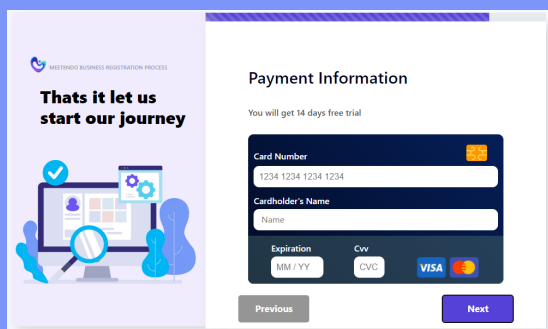 MEETENDO BUSINESS REGISTRATION PROCESS
Thats it let us
start our journey
Payment Information
You will get 14 days free trial
Card Number
1234 1234 1234 1234
Cardholder's Name
Name
Expiration Cvv
MM / YY CVC VISA
Previous Next